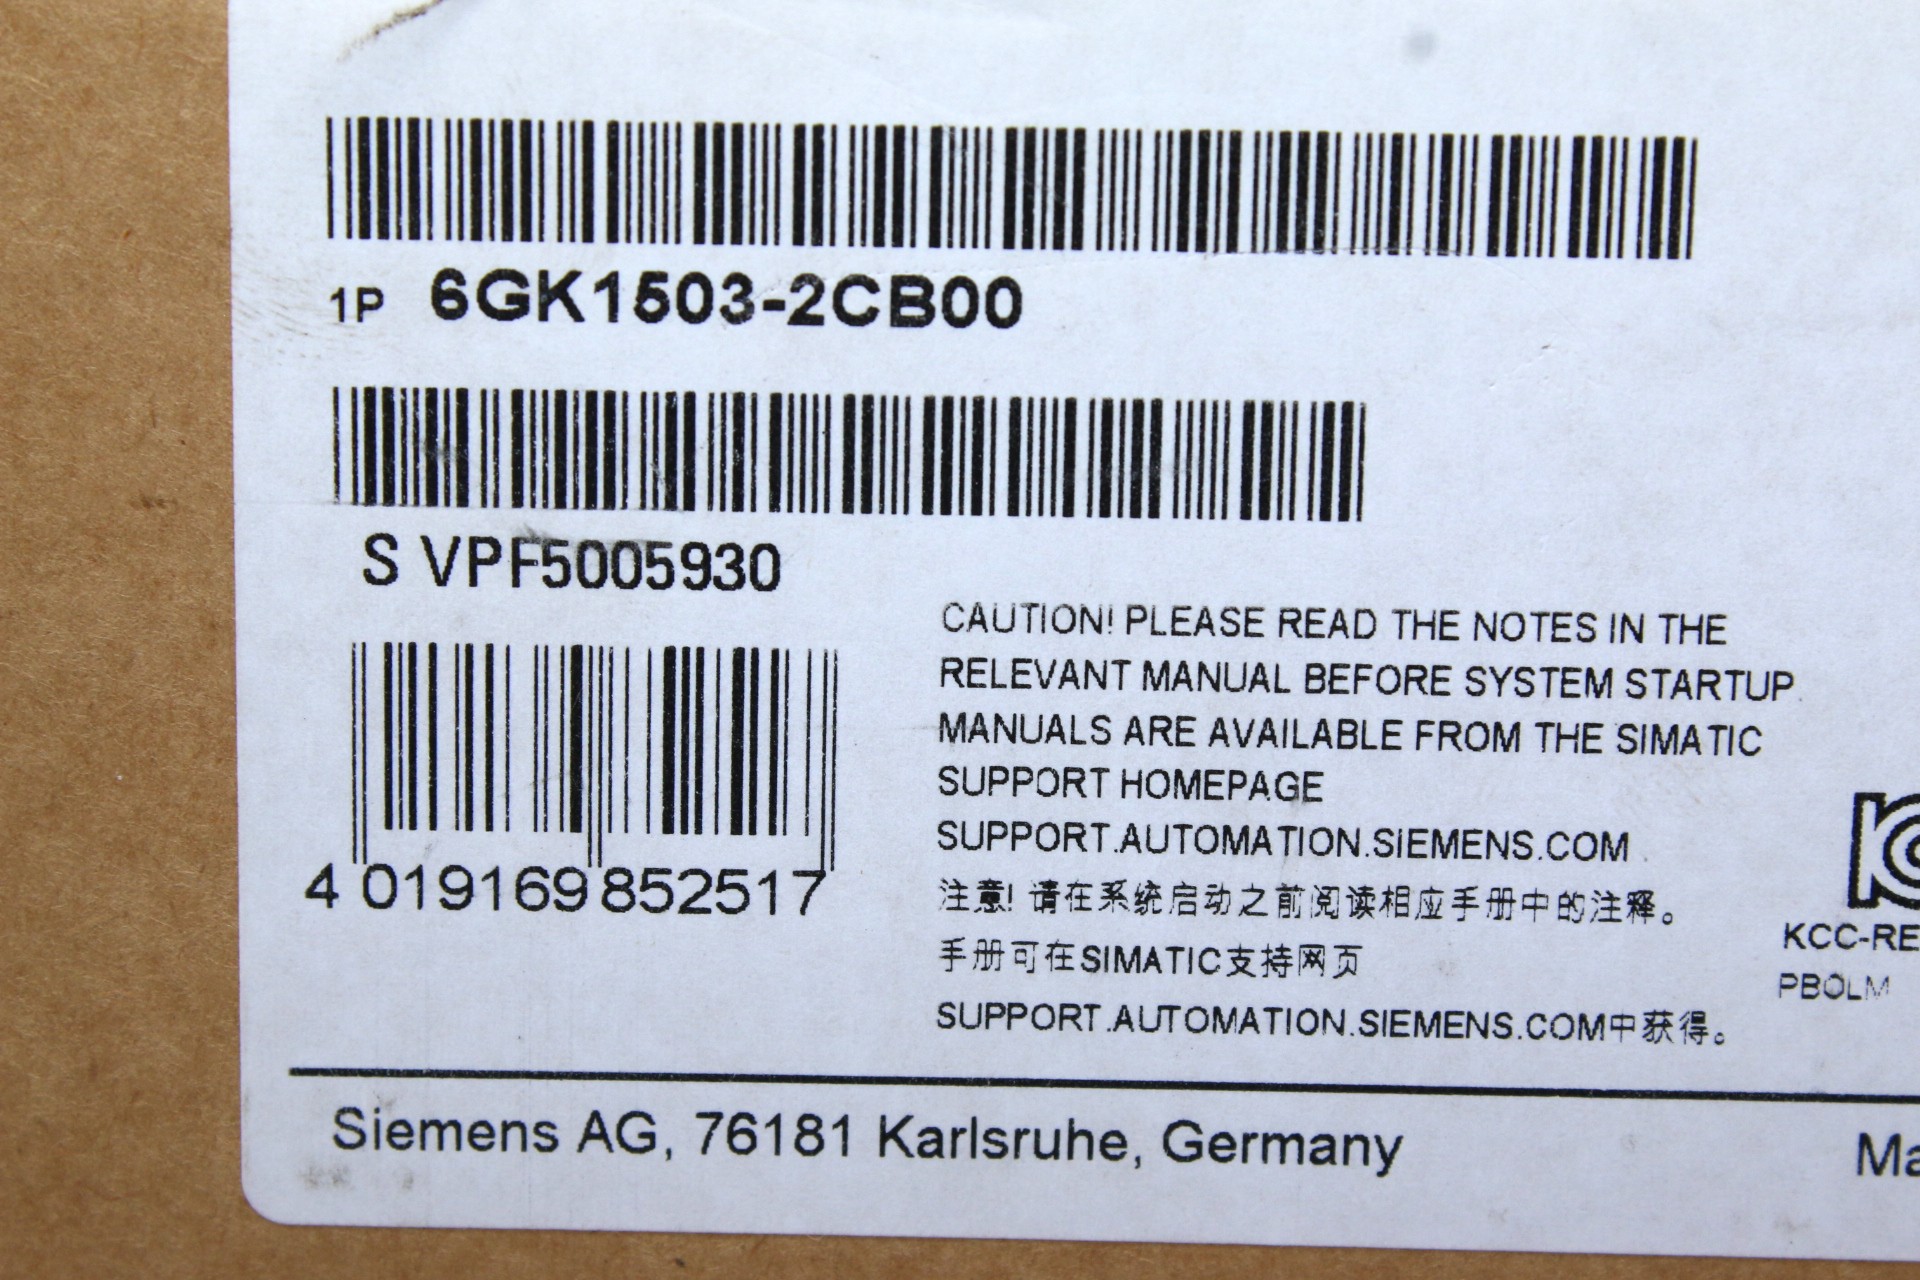 1P 6GK1503-2CB00
S VPF5005930
4 019169 852517
CAUTION! PLEASE READ THE NOTES IN THE
RELEVANT MANUAL BEFORE SYSTEM STARTUP
MANUALS ARE AVAILABLE FROM THE SIMATIC
SUPPORT HOMEPAGE
SUPPORT.AUTOMATION.SIEMENS.COM
注意! 请在系统启动之前阅读相应手册中的注释。
手册可在SIMATIC支持网页
SUPPORT.AUTOMATION.SIEMENS.COM中获得。
KCC-RE
PBOLM
Siemens AG, 76181 Karlsruhe, Germany
Ma